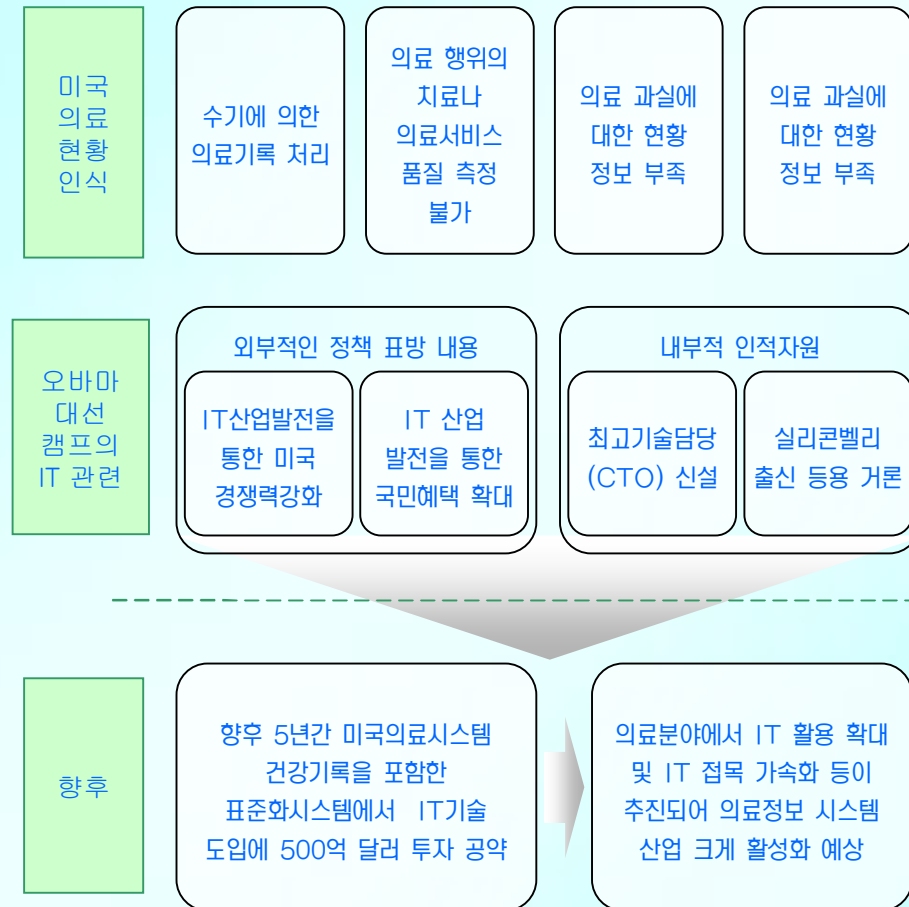 미국
의료
현황
인식
수기에 의한
의료기록 처리
의료 행위의
치료나
의료서비스
품질 측정
불가
의료 과실에
대한 현황
정보 부족
의료 과실에
대한 현황
정보 부족
오바마
대선
캠프의
IT 관련
외부적인 정책 표방 내용
IT산업발전을
통한 미국
경쟁력강화
IT 산업
발전을 통한
국민혜택 확대
내부적 인적자원
최고기술담당
(CTO) 신설
실리콘벨리
출신 등용 거론
향후
향후 5년간 미국의료시스템
건강기록을 포함한
표준화시스템에서 IT기술
도입에 500억 달러 투자 공약
의료분야에서 IT 활용 확대
및 IT 접목 가속화 등이
추진되어 의료정보 시스템
산업 크게 활성화 예상